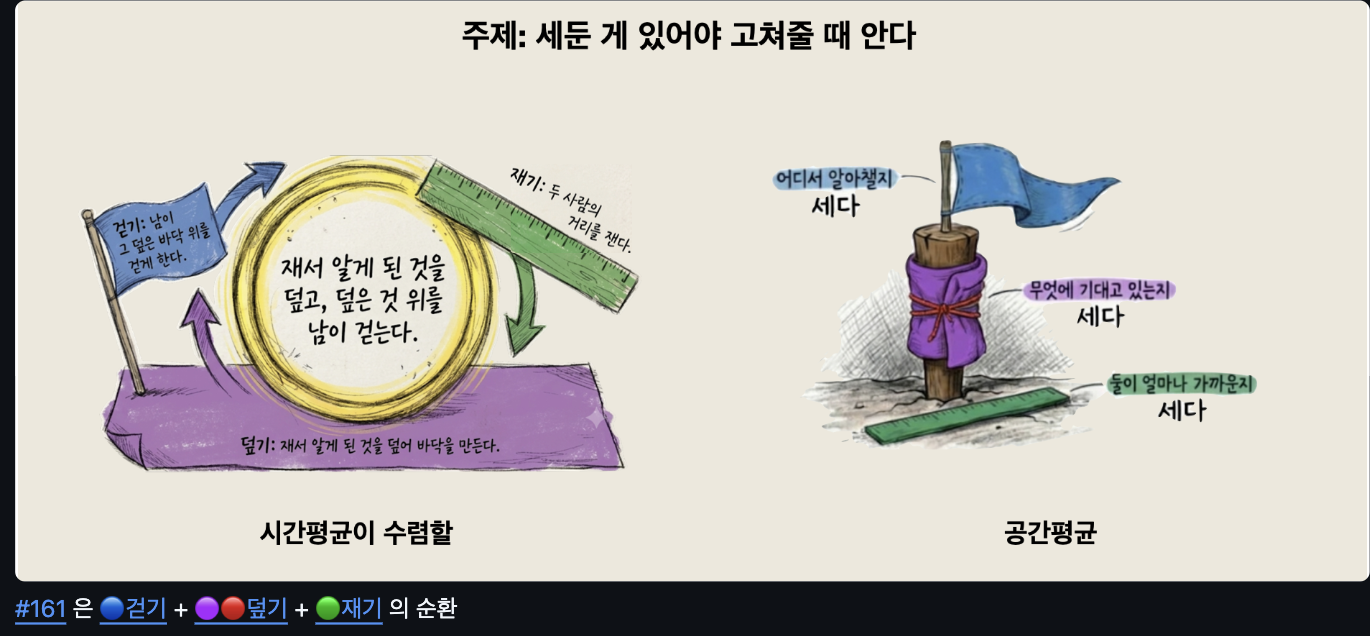 주제: 세둔 게 있어야 고쳐줄 때 안다
걷기: 남이
그 덮은 바닥 위를
걷게 한다.
재기: 두 사람의
거리를 잰다.
재서 알게 된 것을
덮고, 덮은 것 위를
남이 걷는다.
덮기: 재서 알게 된 것을 덮어 바닥을 만든다.
시간평균이 수렴할
어디서 알아챌지
세다
무엇에 기대고 있는지
세다
둘이 얼마나 가까운지
세다
공간평균
#161 은 걷기 + 덮기 + 재기 의 순환